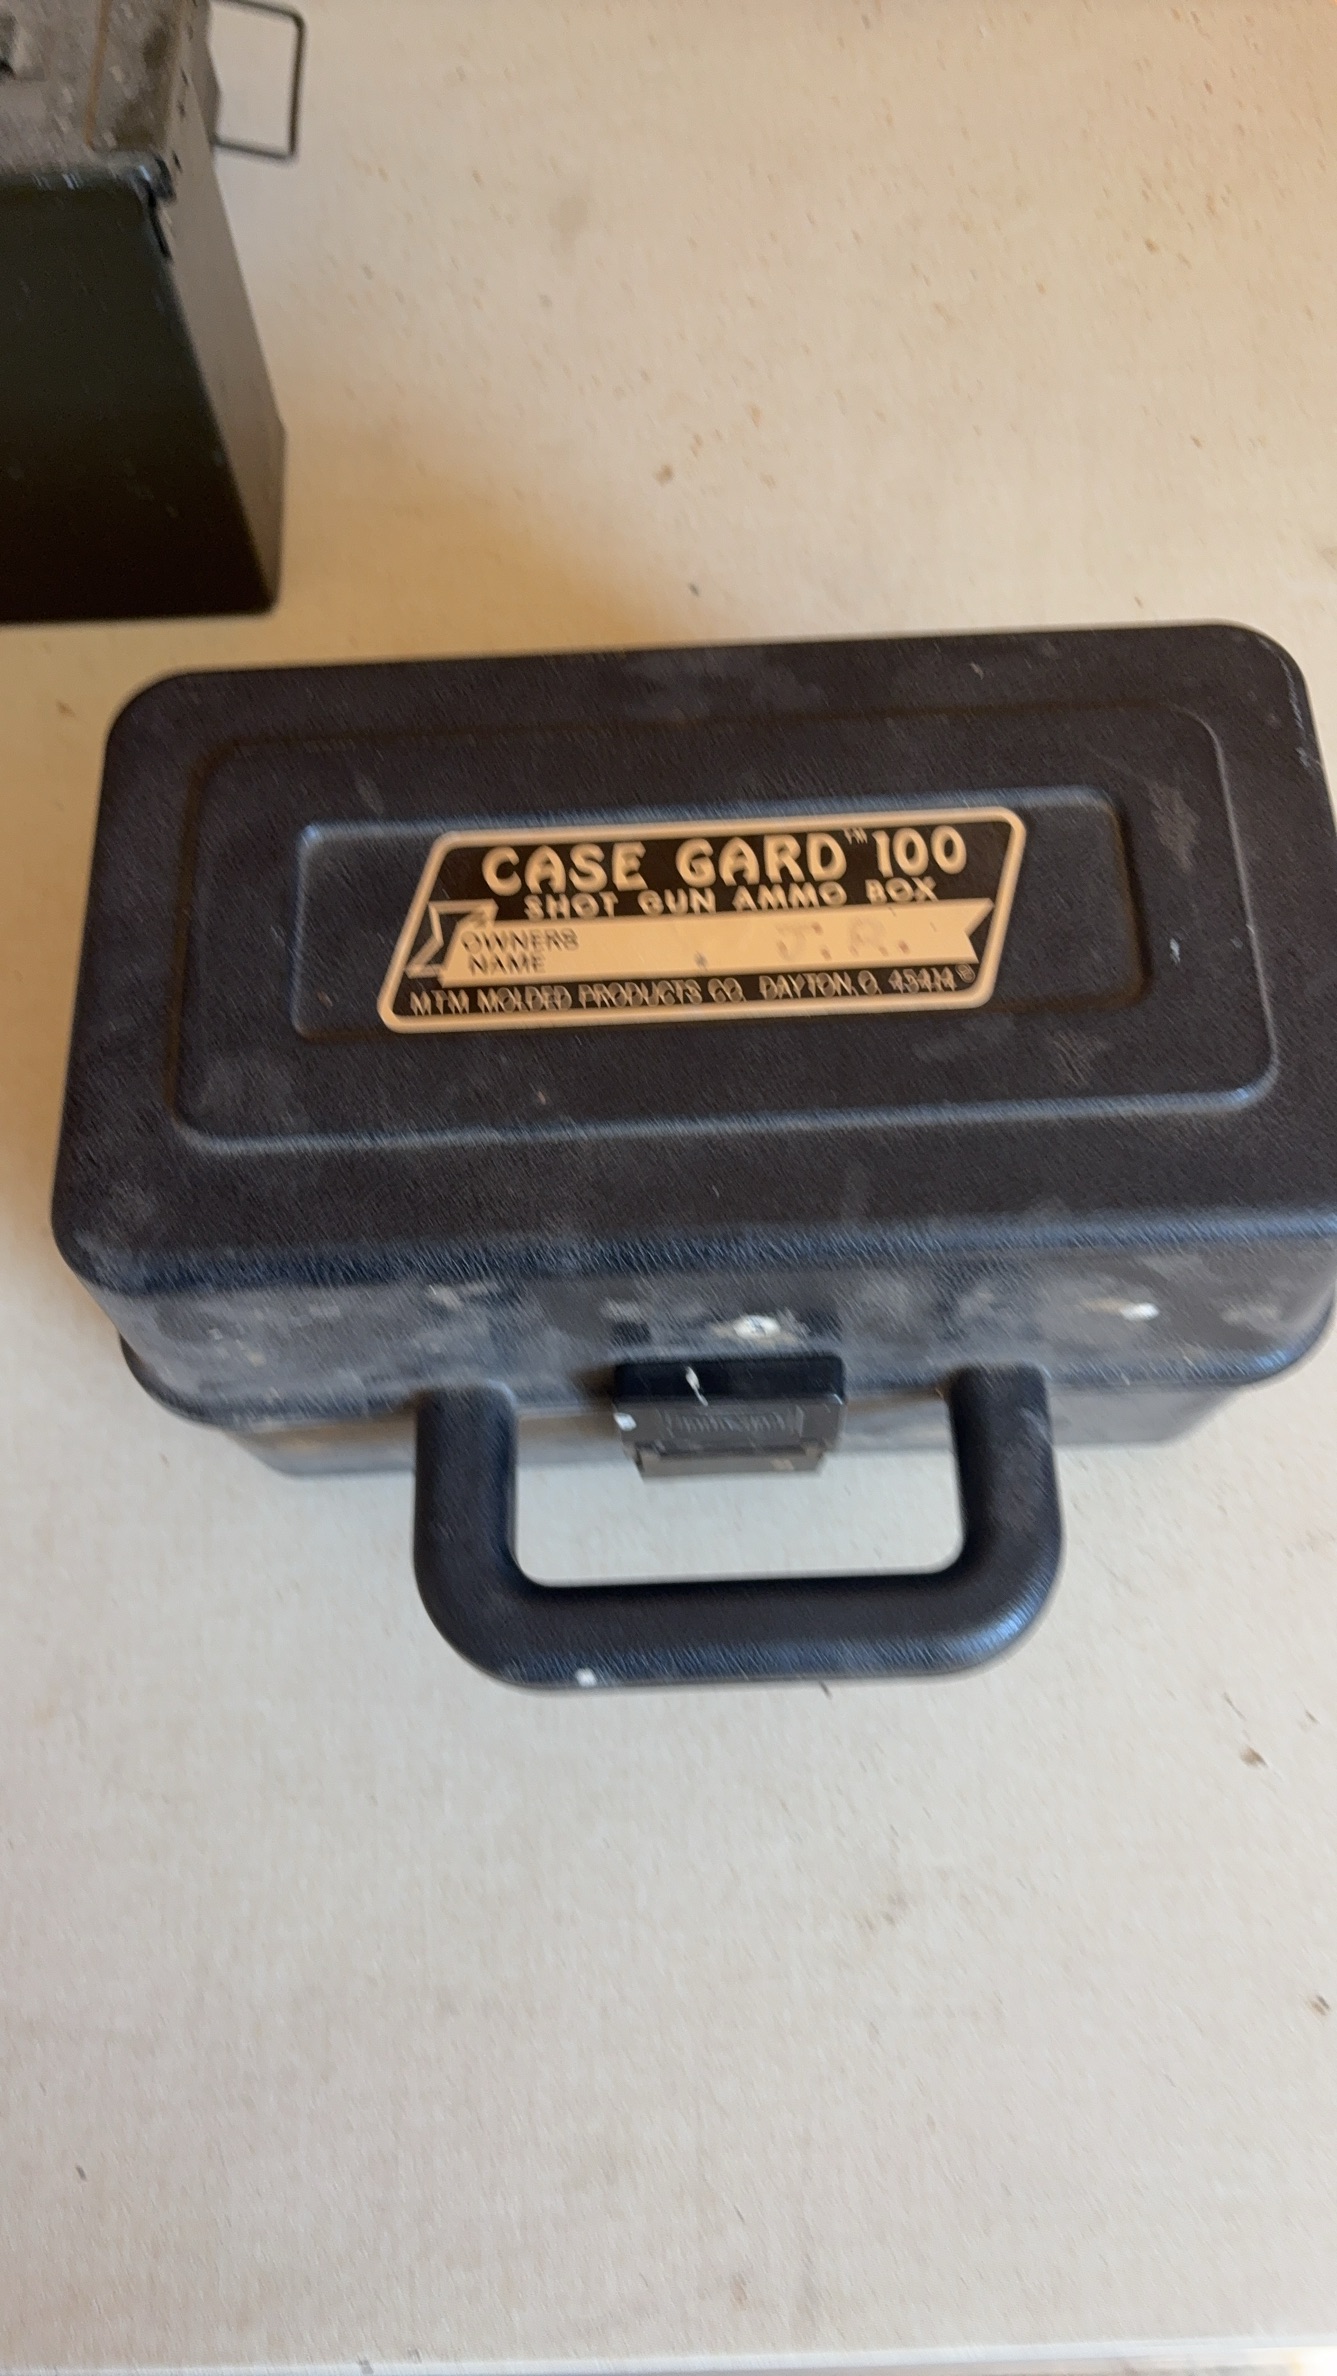 CASE GARD™ 100
SHOT GUN AMMO BOX
OWNERS
NAME
J.R.
MTM MOLDED PRODUCTS CO. DAYTON, O. 45414®